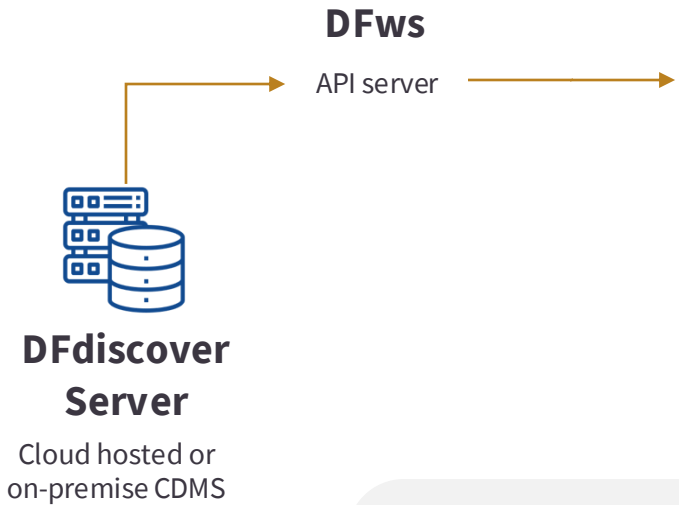 DFws
API server
DFdiscover
Server
Cloud hosted or
on-premise CDMS